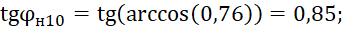 tgφн10 = tg(arccos(0,76)) = 0,85;